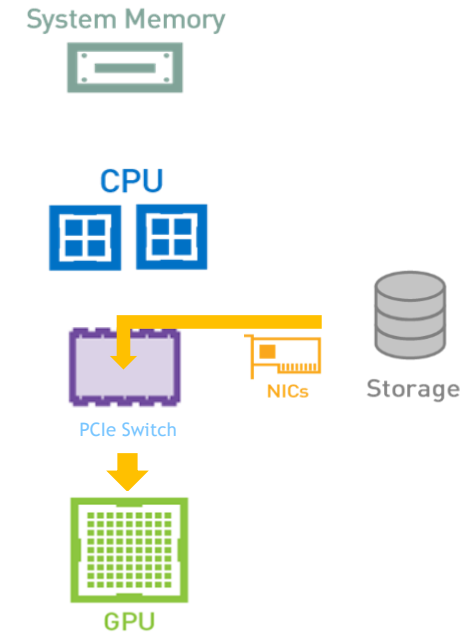 System Memory
CPU
Storage
NICs
PCIe Switch
GPU